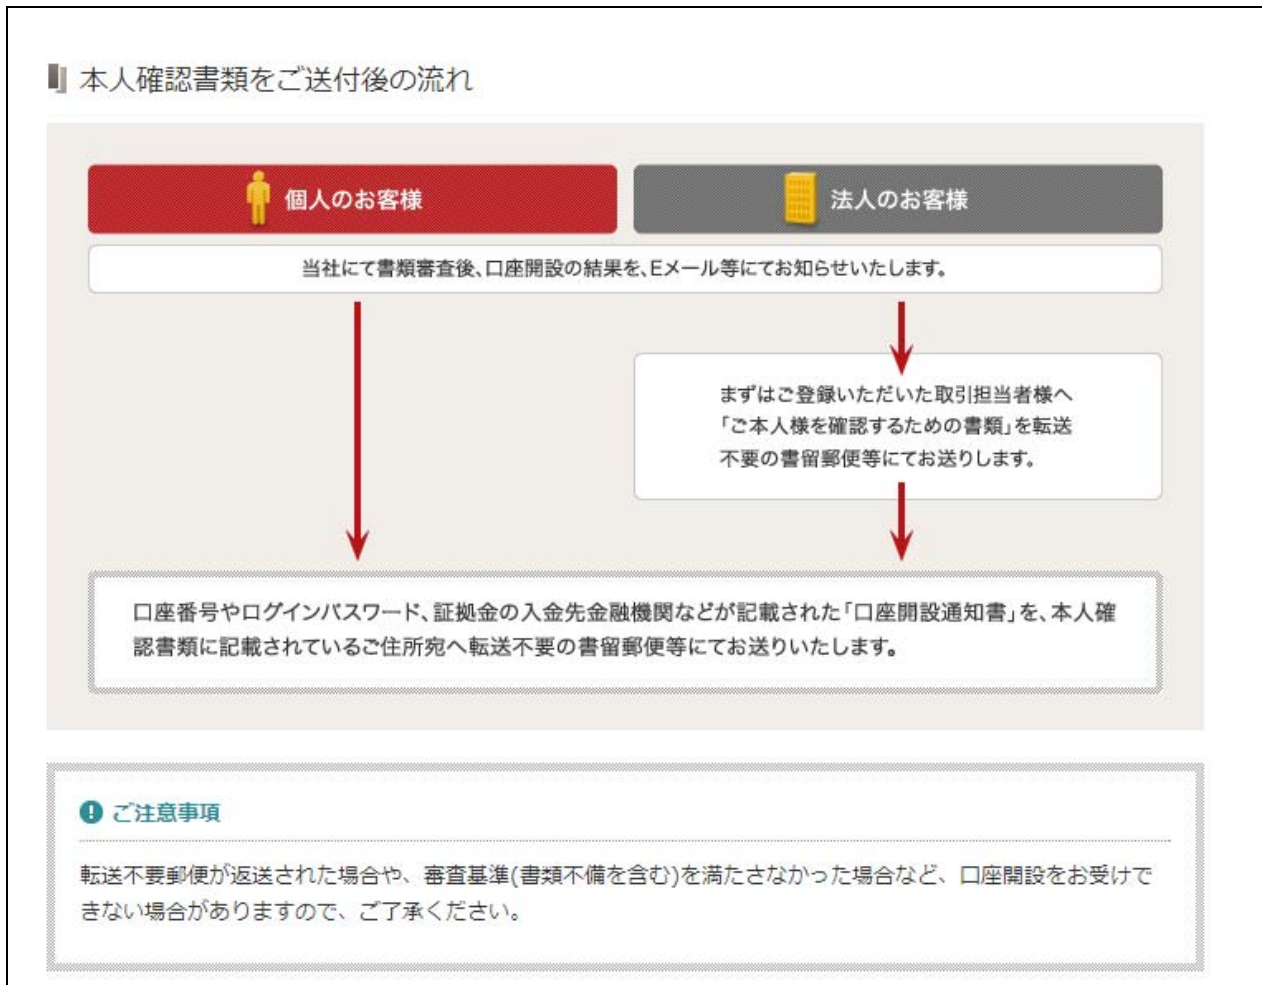 本人確認書類をご送付後の流れ
個人のお客様
法人のお客様
当社にて書類審査後、口座開設の結果を、Eメール等にてお知らせいたします。
まずはご登録いただいた取引担当者様へ
「ご本人様を確認するための書類」を転送
不要の書留郵便等にてお送りします。
口座番号やログインパスワード、証拠金の入金先金融機関などが記載された「口座開設通知書」を、本人確
認書類に記載されているご住所宛へ転送不要の書留郵便等にてお送りいたします。
ご注意事項
転送不要郵便が返送された場合や、審査基準(書類不備を含む)を満たさなかった場合など、口座開設をお受けで
きない場合がありますので、ご了承ください。